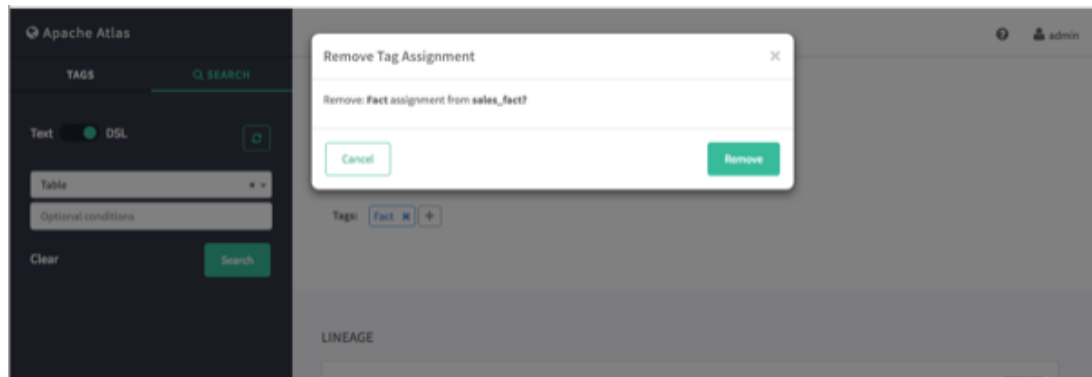 Apache Atlas
admin
TAGS
SEARCH
Text DSL
Table
Optional conditions
Clear
Search
Remove Tag Assignment
Remove: Fact assignment from sales_fact?
Cancel
Remove
Tags: Fact
LINEAGE